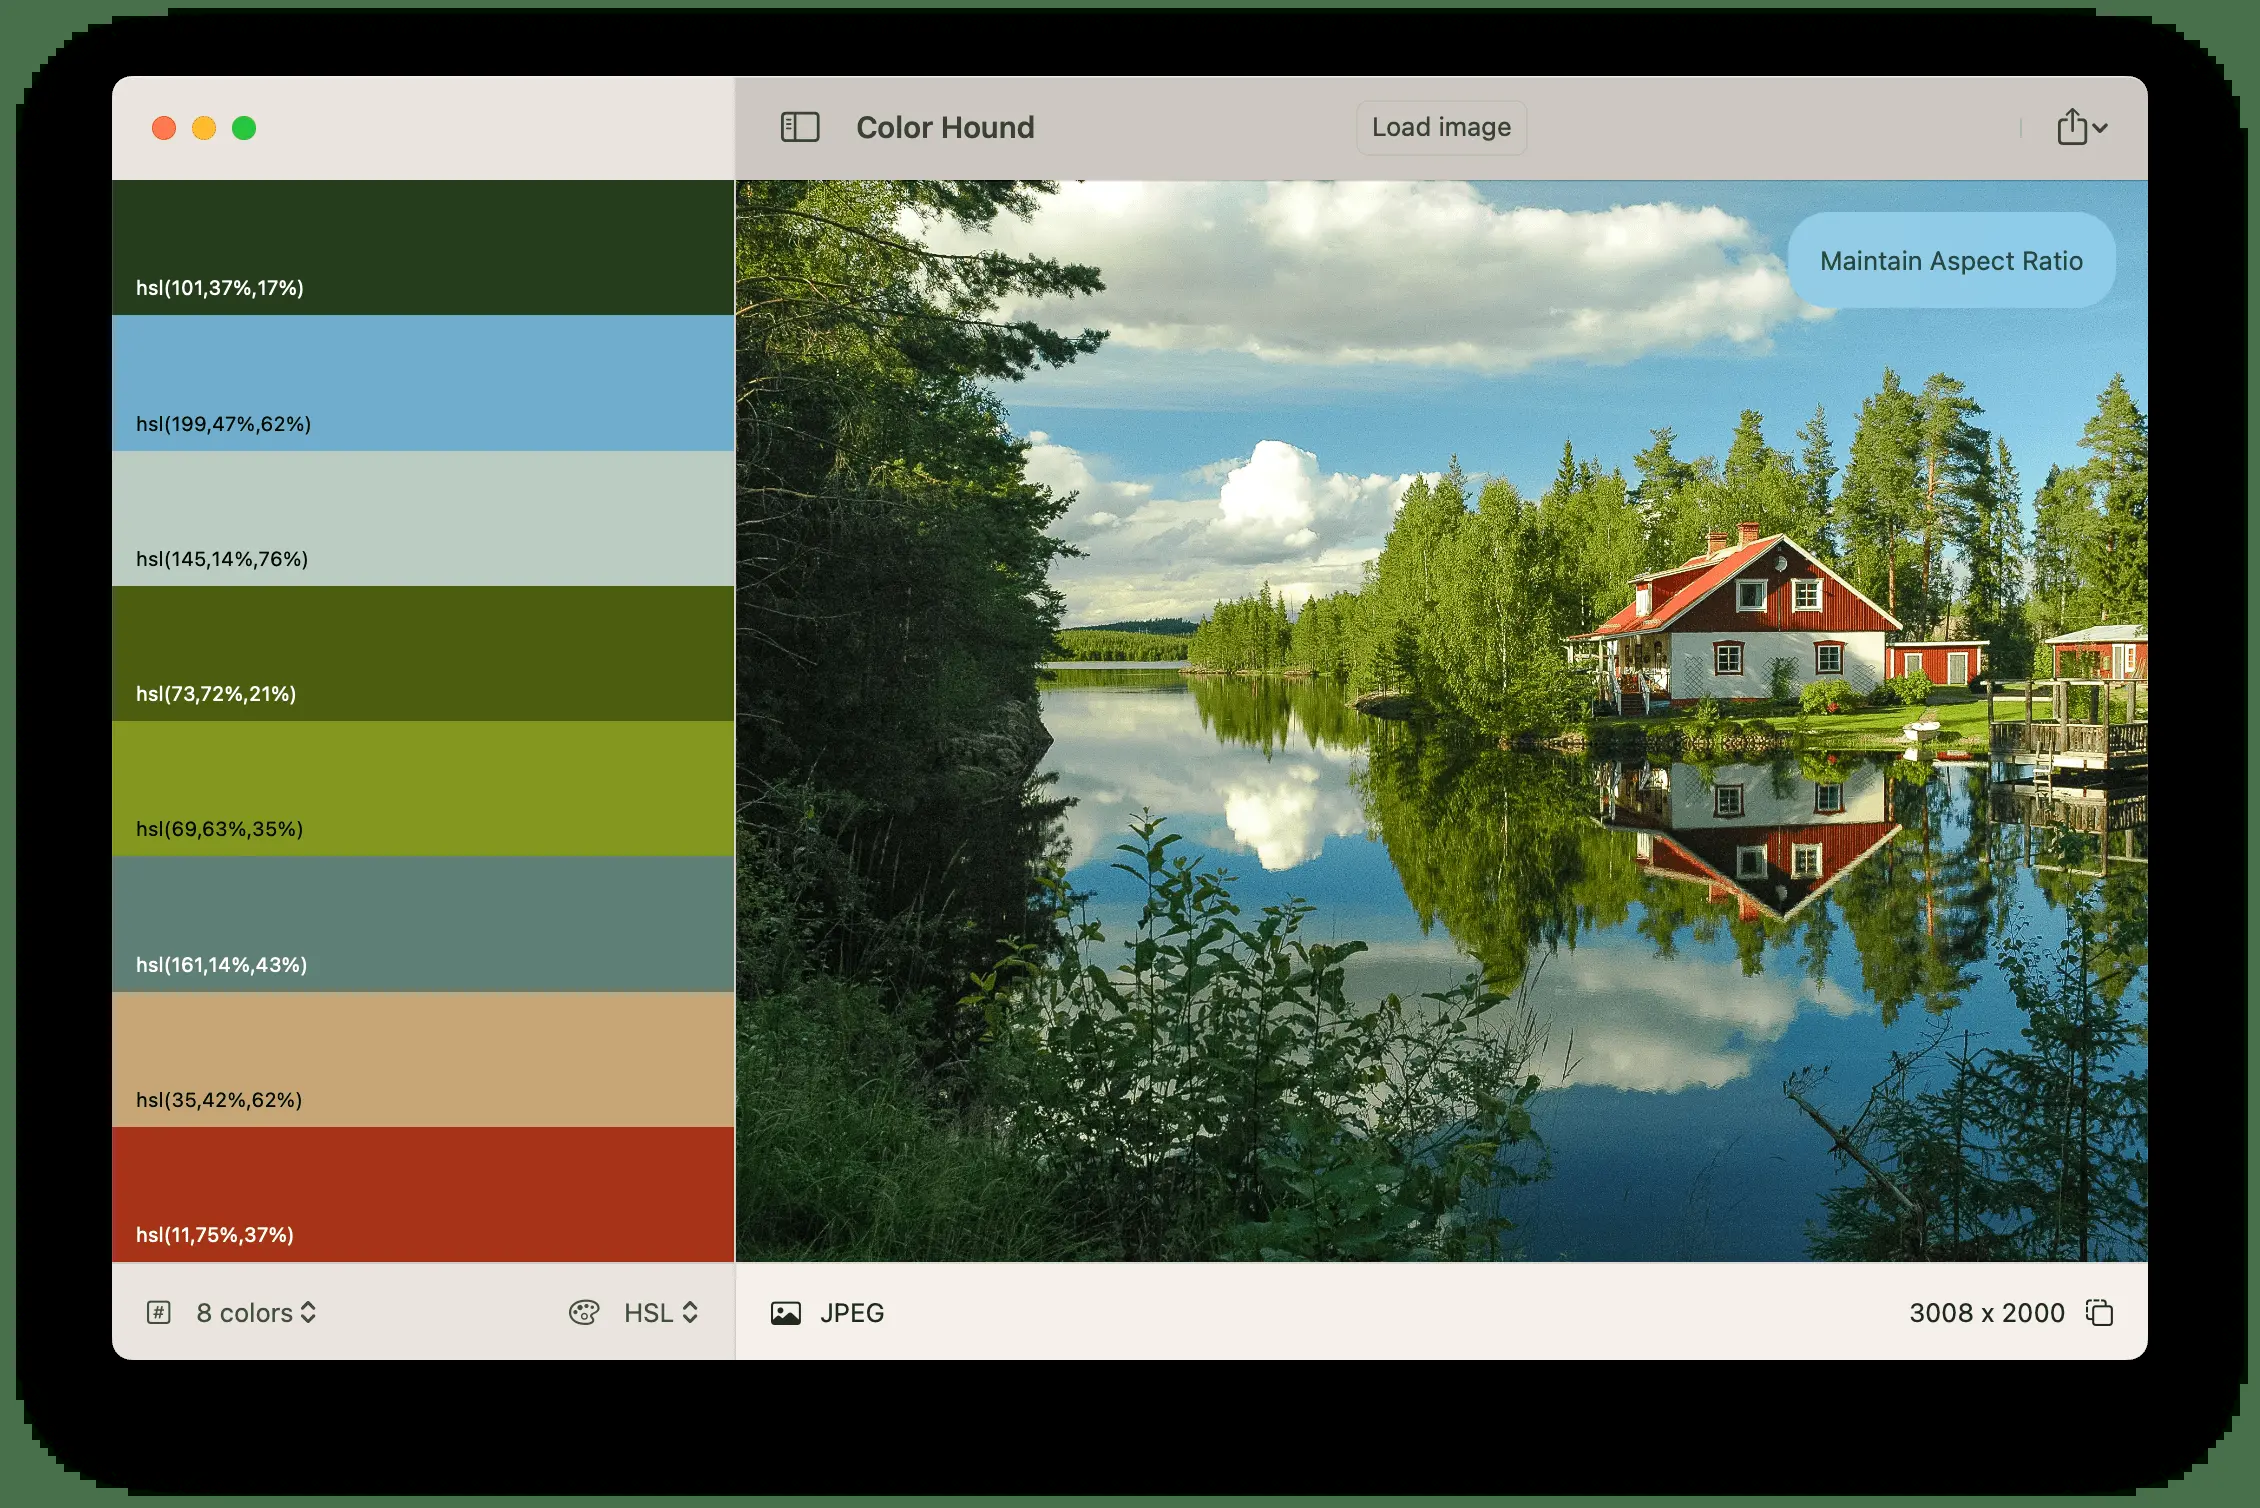 Color Hound
Load image
Maintain Aspect Ratio
hsl(101,37%,17%)
hsl(199,47%,62%)
hsl(145,14%,76%)
hsl(73,72%,21%)
hsl(69,63%,35%)
hsl(161,14%,43%)
hsl(35,42%,62%)
hsl(11,75%,37%)
# 8 colors
HSL
JPEG
3008 x 2000